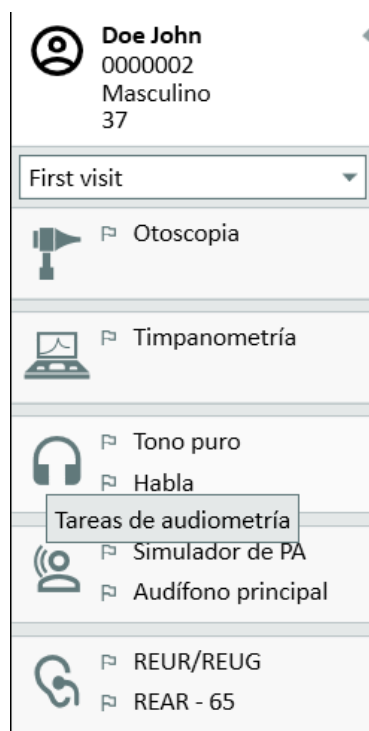 Doe John
0000002
Masculino
37
First visit
Otoscopia
Timpanometría
Tono puro
Habla
Tareas de audiometría
Simulador de PA
Audífono principal
REUR/REUG
REAR - 65